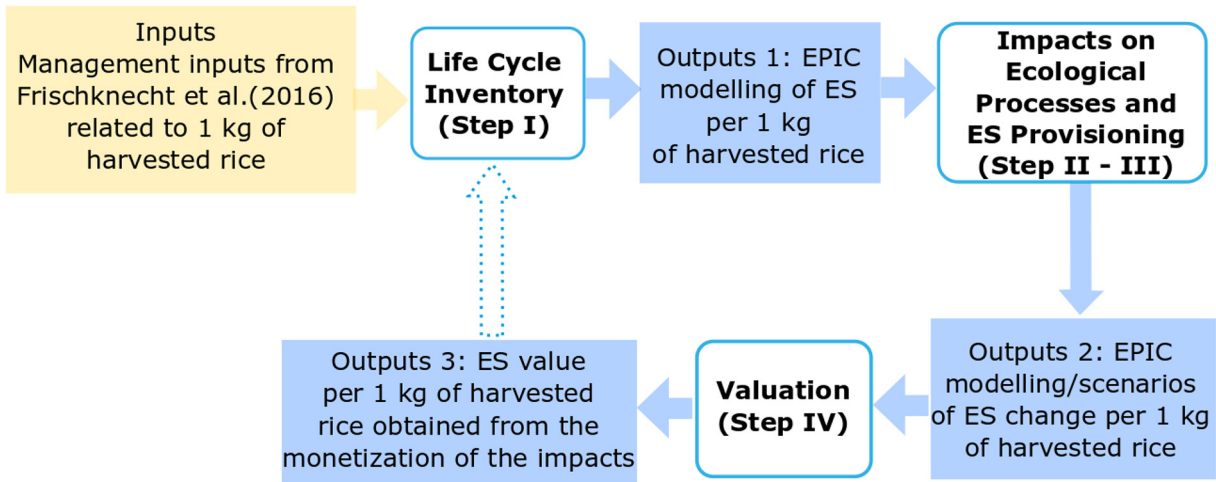 Inputs
Management inputs from
Frischknecht et al.(2016)
related to 1 kg of
harvested rice
Life Cycle
Inventory
(Step I)
Outputs 1: EPIC
modelling of ES
per 1 kg
of harvested rice
Impacts on
Ecological
Processes and
ES Provisioning
(Step II - III)
Outputs 2: EPIC
modelling/scenarios
of ES change per 1 kg
of harvested rice
Valuation
(Step IV)
Outputs 3: ES value
per 1 kg of harvested
rice obtained from the
monetization of the impacts